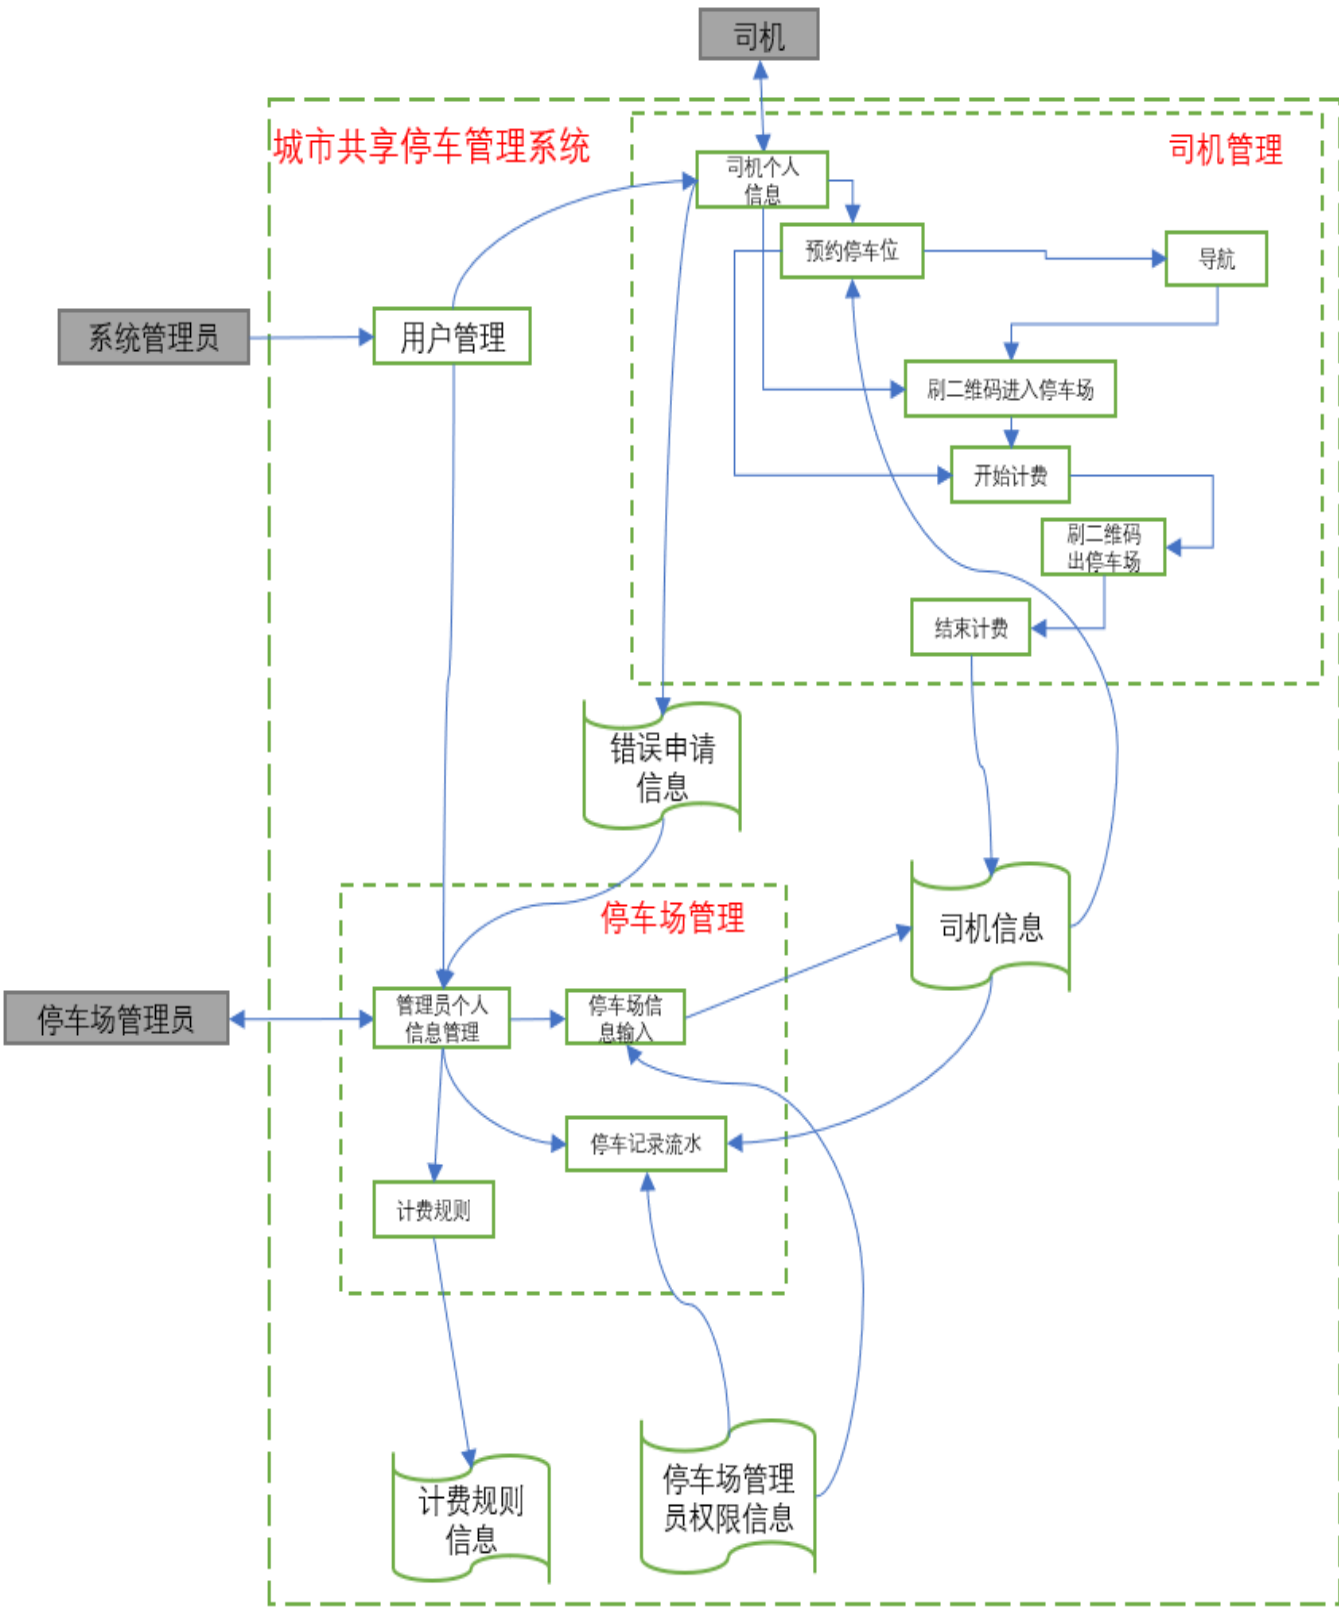 司机
城市共享停车管理系统
司机管理
司机个人
信息
预约停车位
导航
系统管理员
用户管理
刷二维码进入停车场
开始计费
刷二维码
出停车场
结束计费
错误申请
信息
停车场管理
司机信息
停车场管理员
管理员个人
信息管理
停车场信
息输入
停车记录流水
计费规则
计费规则
信息
停车场管理
员权限信息